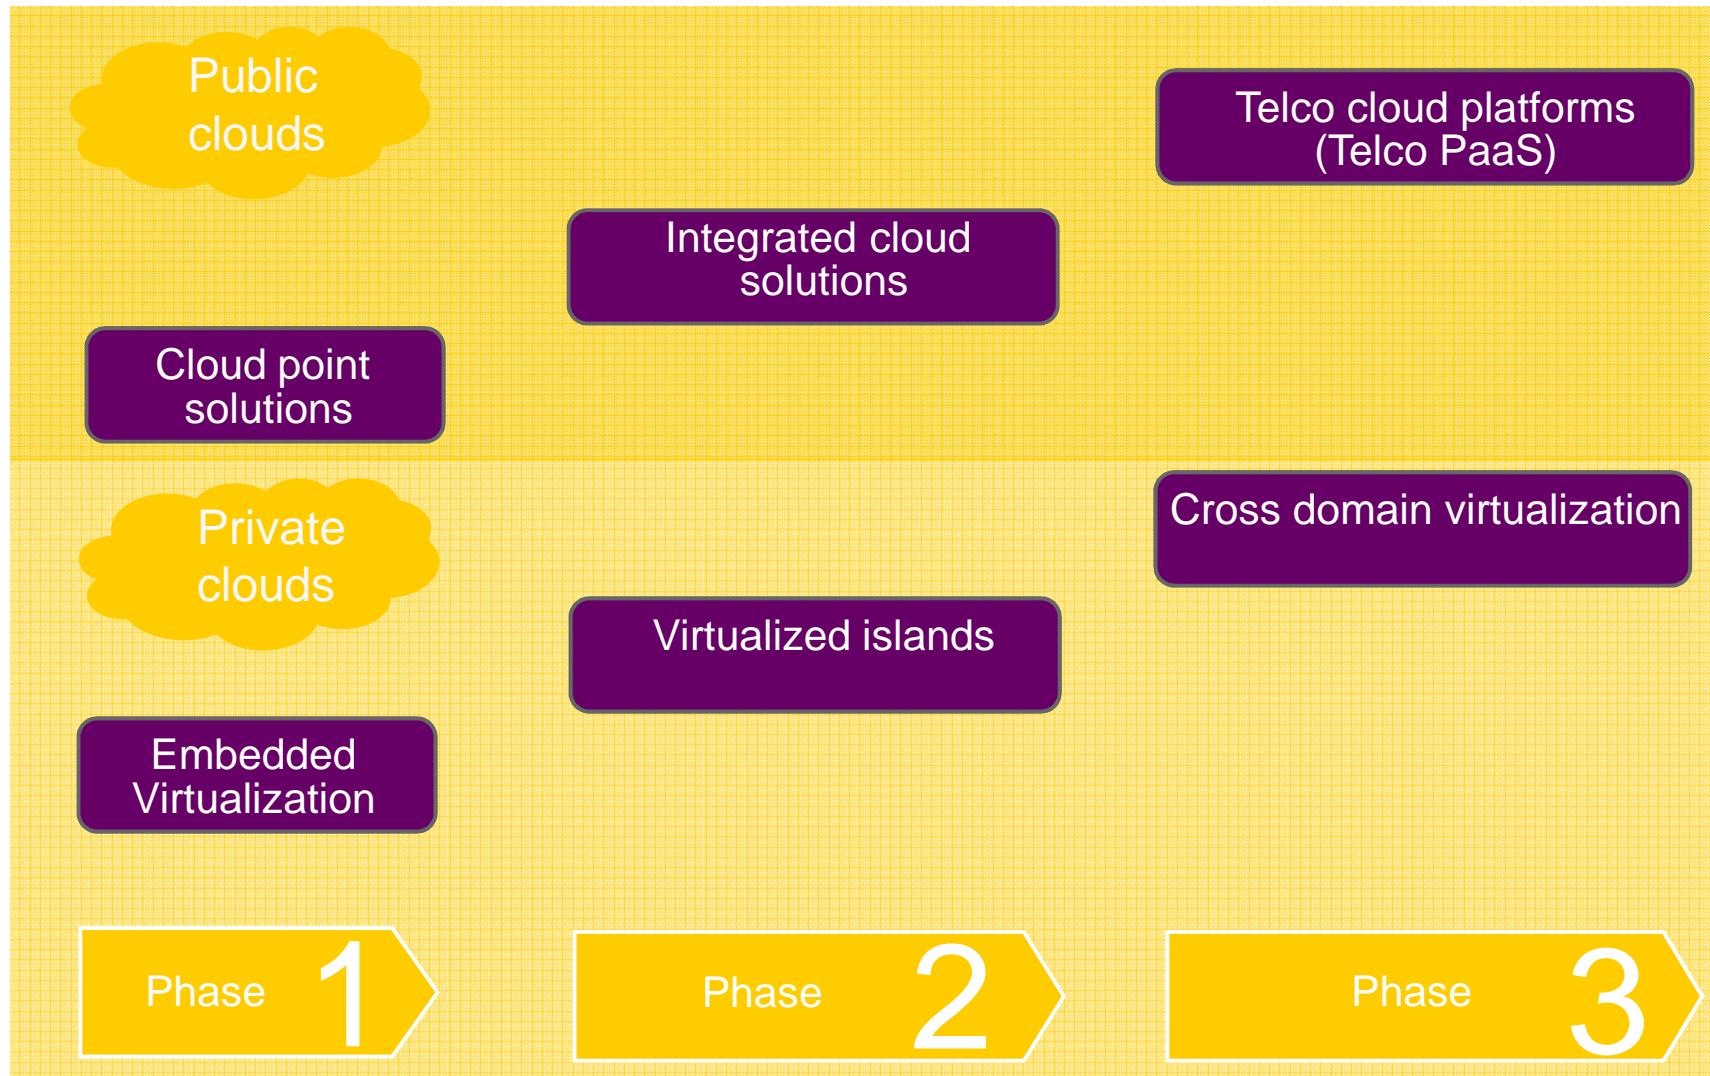 Public
clouds
Telco cloud platforms
(Telco PaaS)
Integrated cloud
solutions
Cloud point
solutions
Private
clouds
Cross domain virtualization
Virtualized islands
Embedded
Virtualization
Phase 1
Phase 2
Phase 3